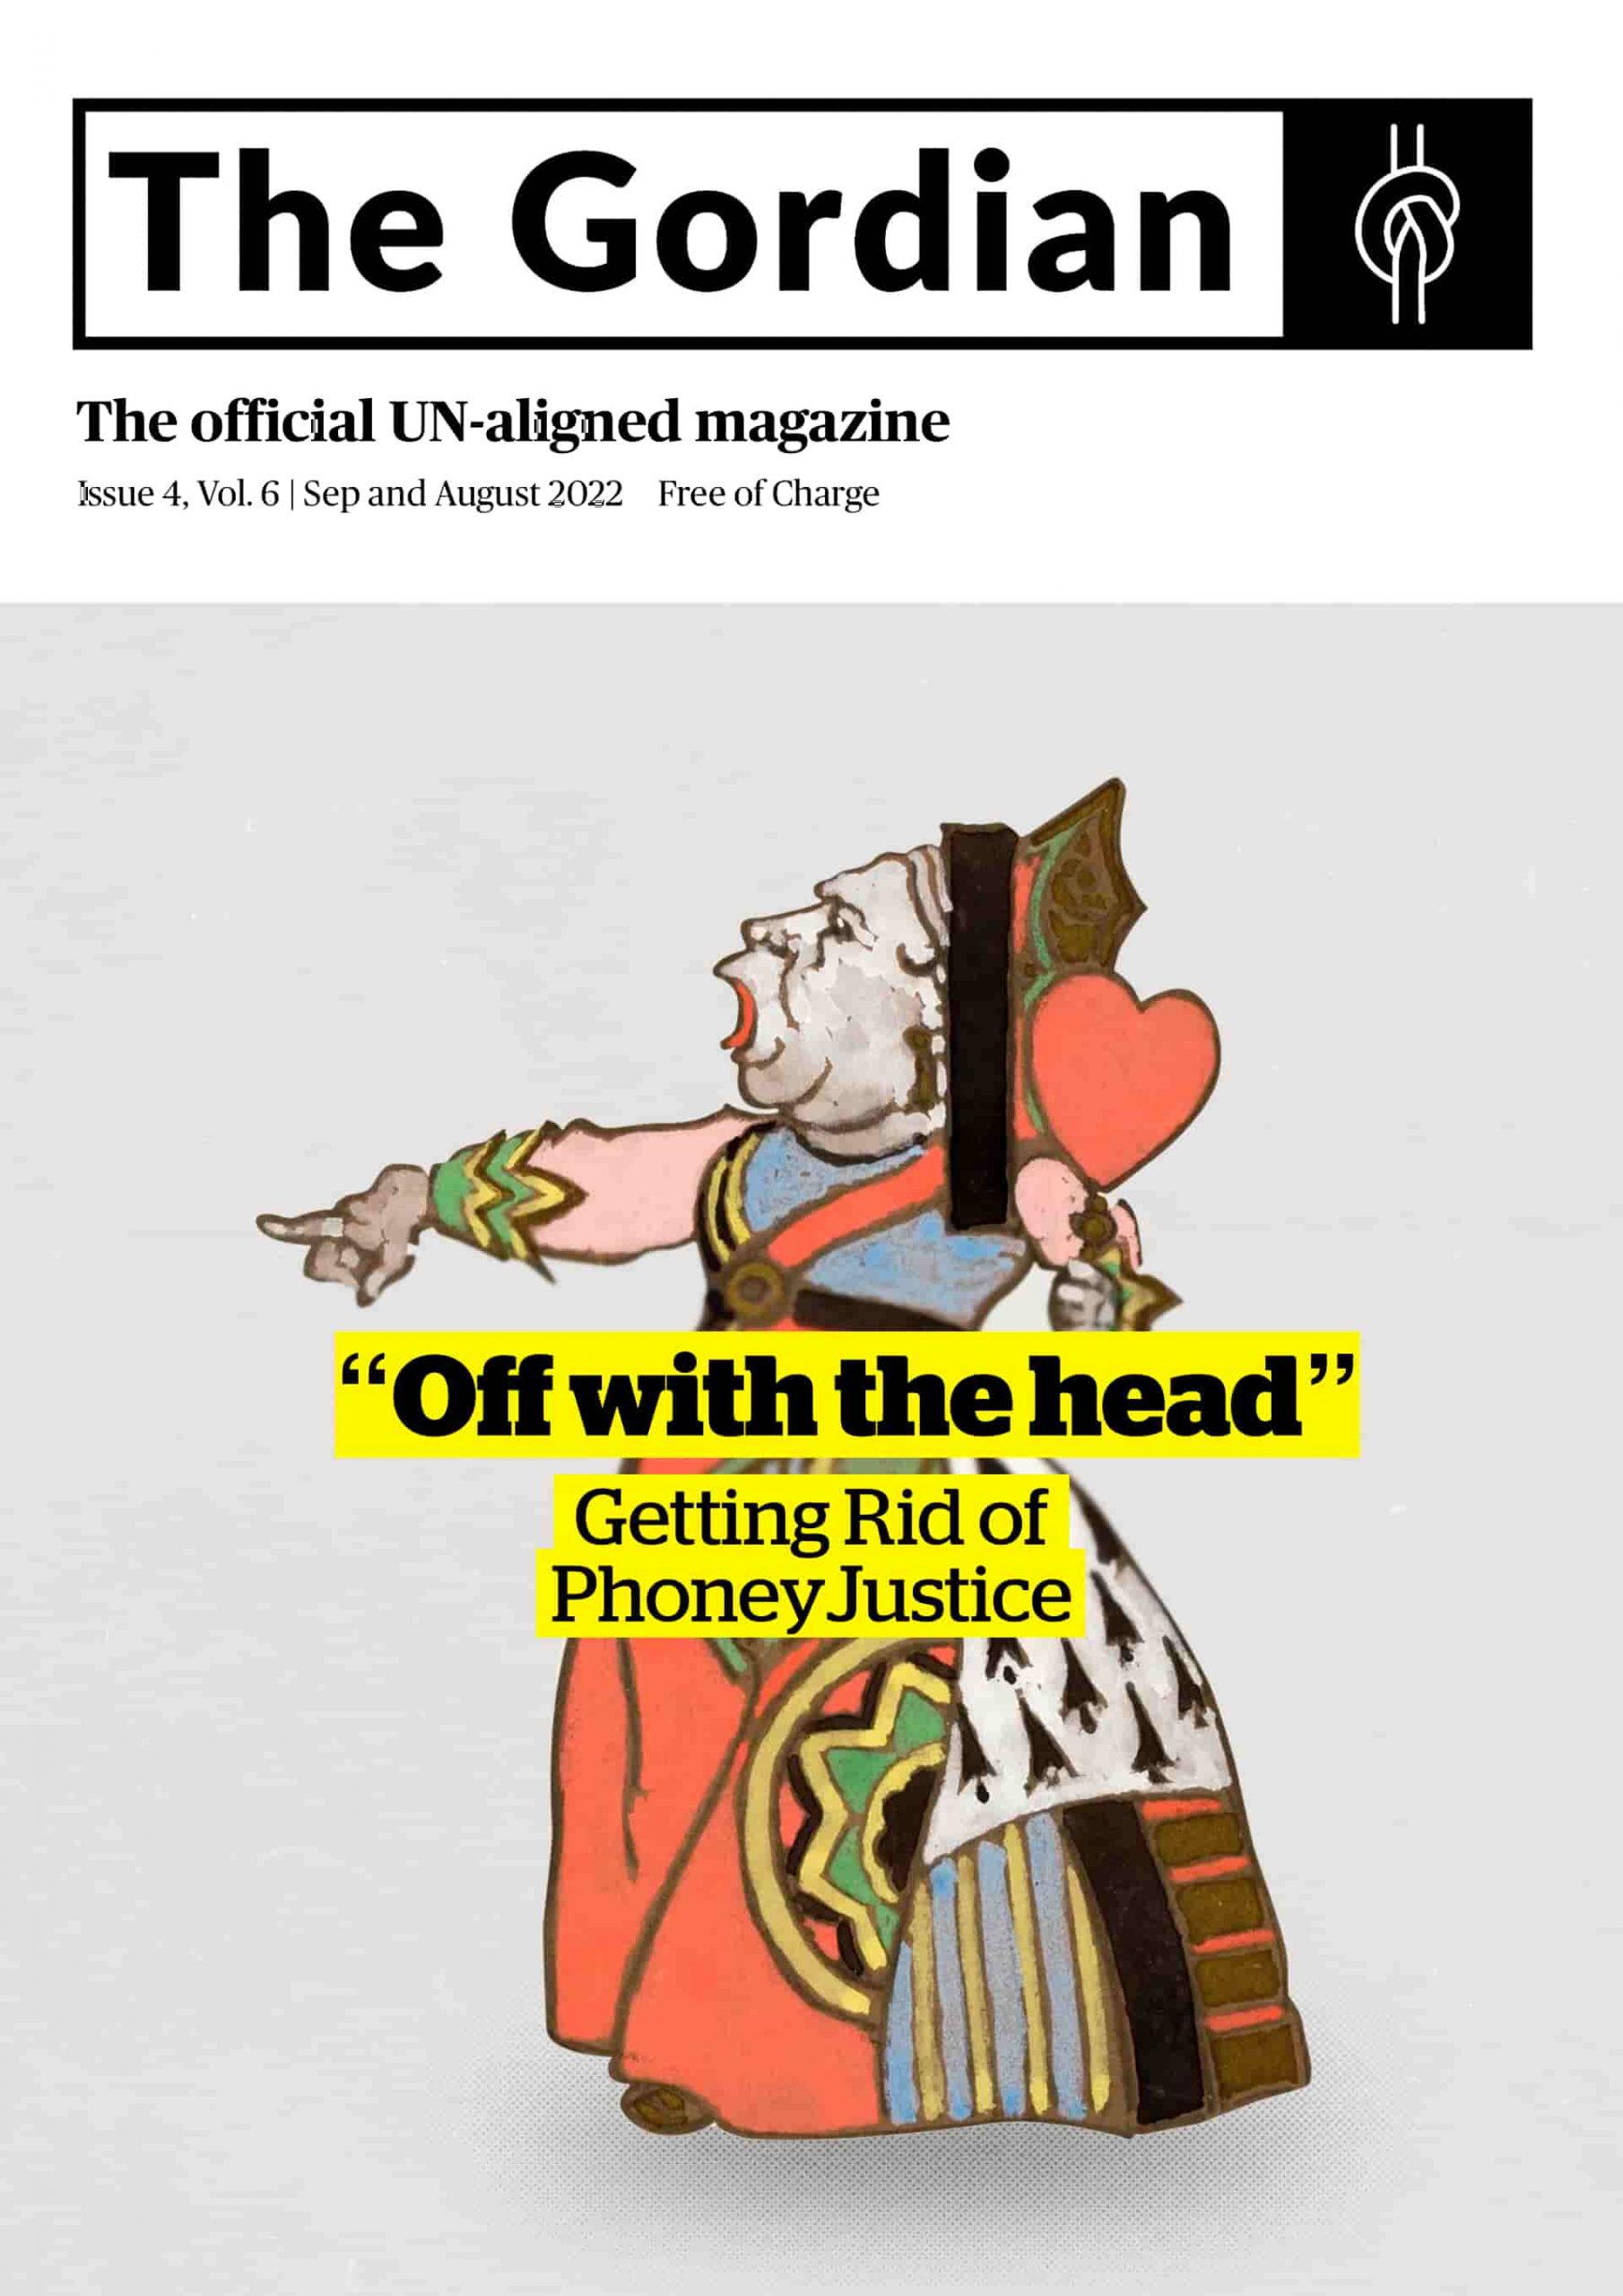 The Gordian
The official UN-aligned magazine
Issue 4, Vol. 6 | Sep and August 2022 Free of Charge
“Off with the head”
Getting Rid of
Phoney Justice